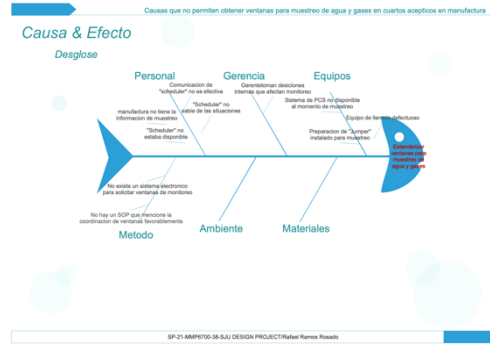 Causas que no permiten obtener ventanas para muestreo de agua y gases en cuartos acepticos en manufactura
Causa & Efecto
Desglose
Personal
Gerencia
Equipos
Comunicacion de
"scheduler" no es efectiva
"Scheduler" no
sabia de las situaciones
manufactura no tiene la
informacion de muestreo
"Scheduler" no
estaba disponible
Gerentetoman desiciones
internas que afectan monitoreo
Sistema de PCS no disponible
al momento de muestreo
Equipo de llenado defectuoso
Preparacion de "Jumper"
instalado para muestreo
Estandarizar
ventanas para
muestreo de
agua y gases
No existe un sistema electronico
para solicitar ventanas de monitoreo
No hay un SOP que mencione la
coordinacion de ventanas favorablemente
Metodo
Ambiente
Materiales
SP-21-MMP6700-36-SJU DESIGN PROJECT/Rafael Ramos Rosado